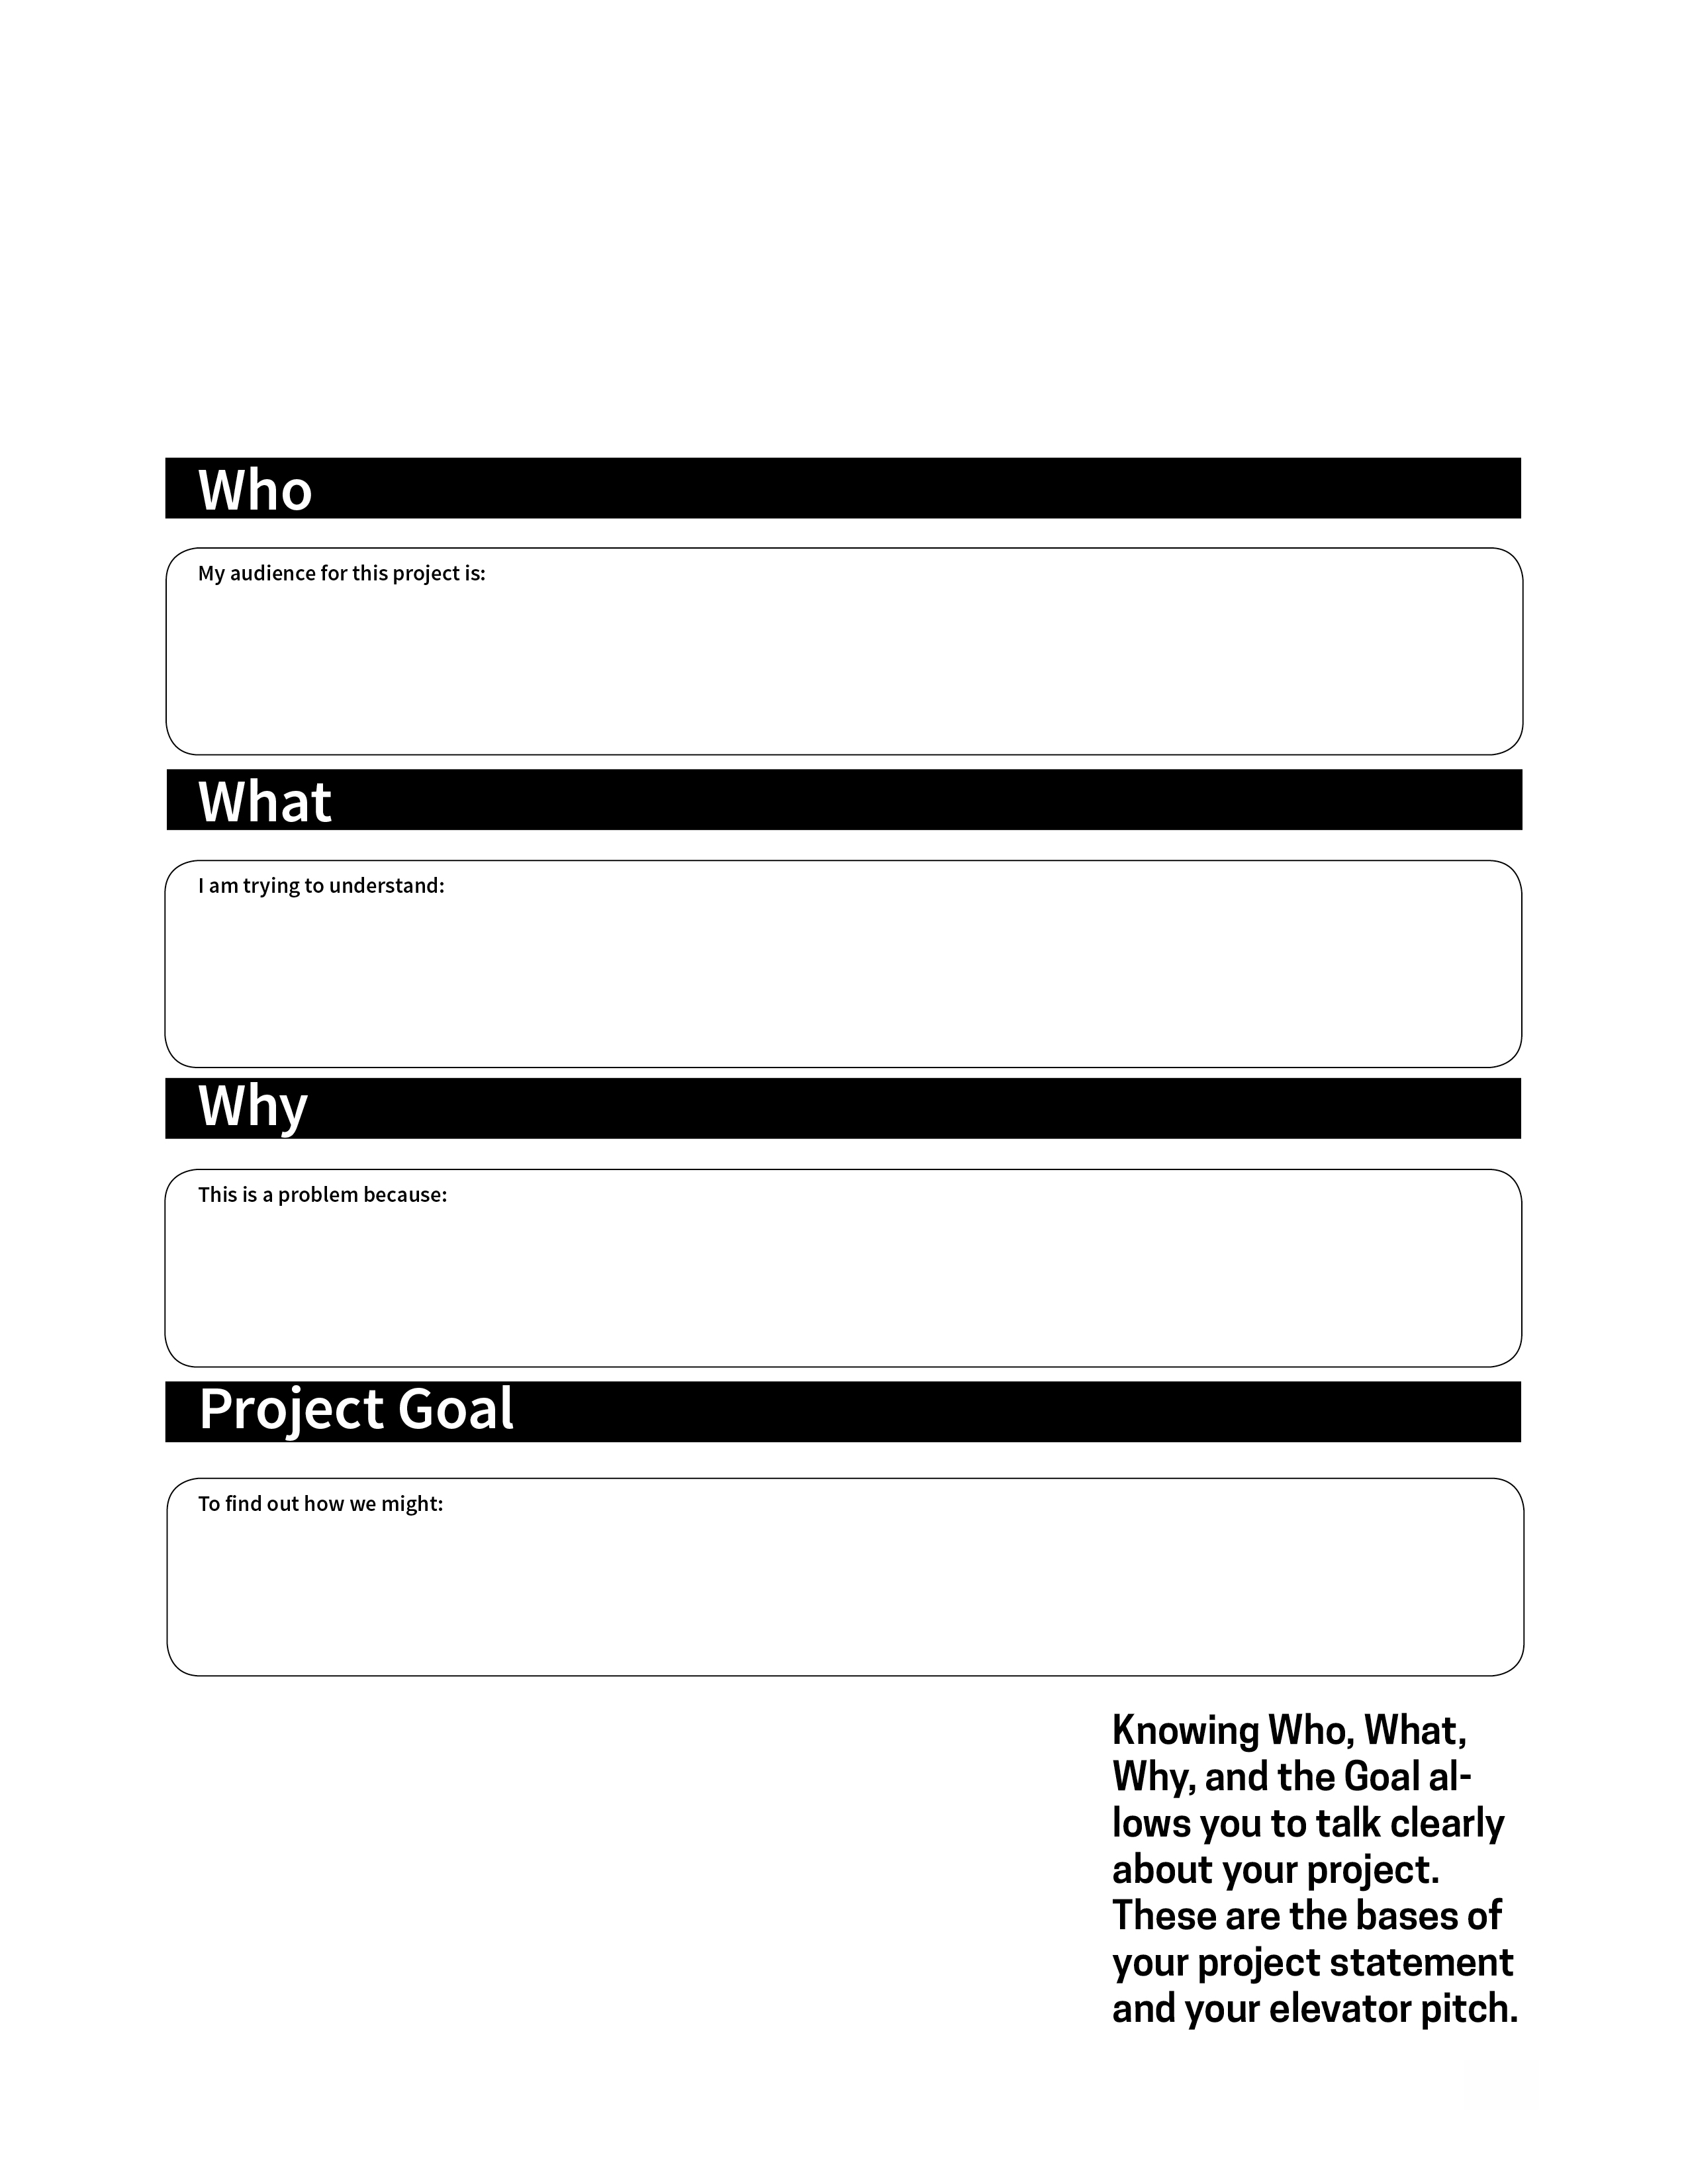 Who
My audience for this project is:
What
I am trying to understand:
Why
This is a problem because:
Project Goal
To find out how we might:
Knowing Who, What,
Why, and the Goal al-
lows you to talk clearly
about your project.
These are the bases of
your project statement
and your elevator pitch.